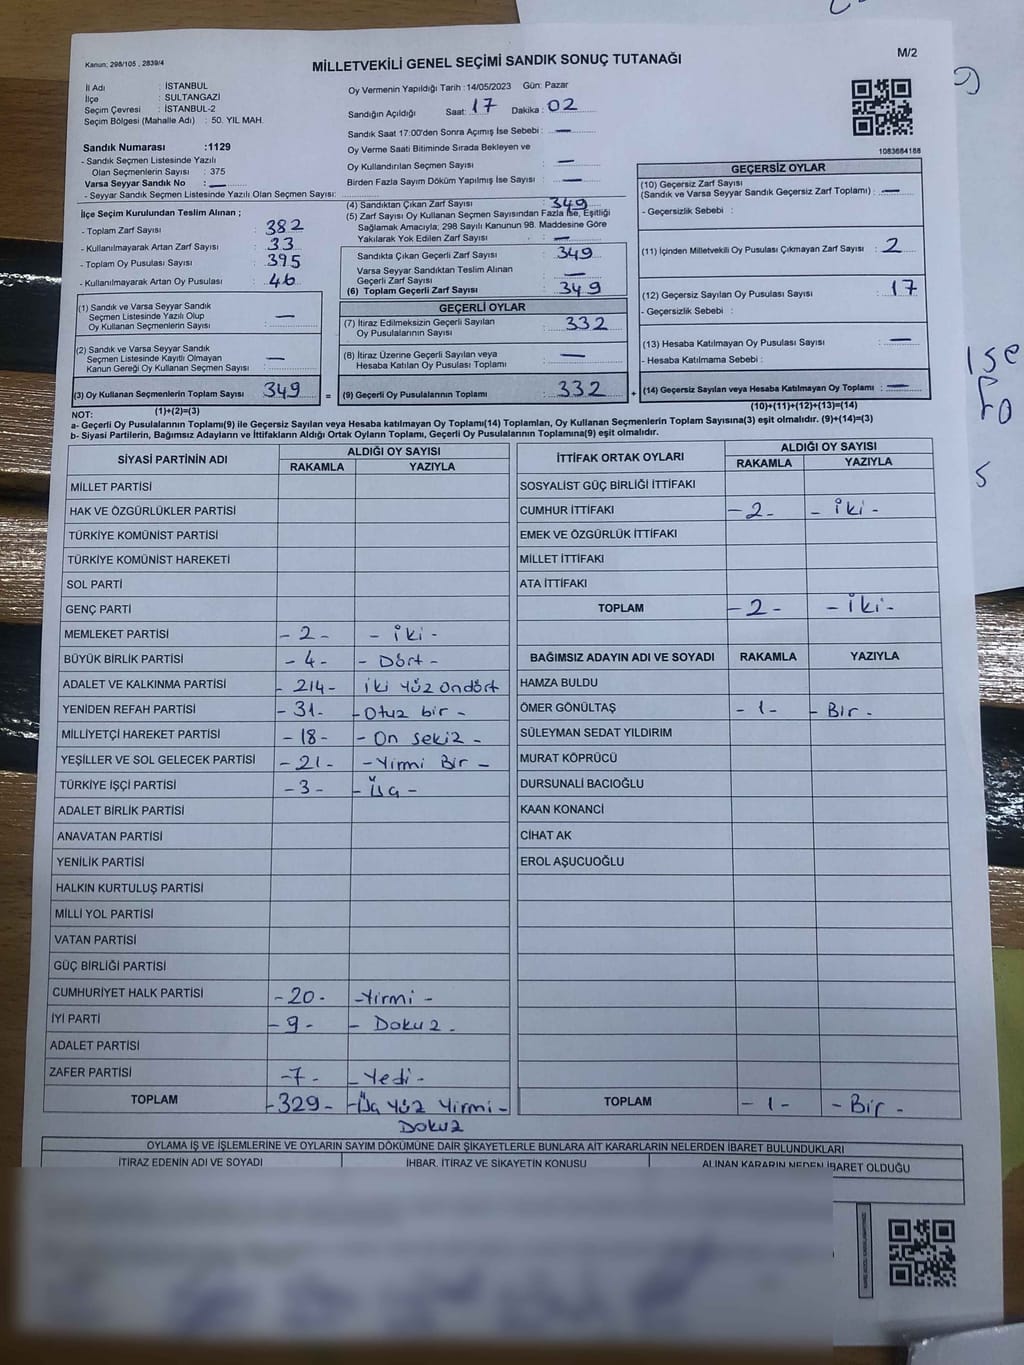 Kanun: 298/105 , 2839/4
MİLLETVEKİLİ GENEL SEÇİMİ SANDIK SONUÇ TUTANAĞI
M/2
İl Adı : İSTANBUL
İlçe : SULTANGAZİ
Seçim Çevresi : İSTANBUL-2
Seçim Bölgesi (Mahalle Adı) : 50. YIL MAH.
Sandık Numarası :1129
- Sandık Seçmen Listesinde Yazılı
Olan Seçmenlerin Sayısı : 375
Varsa Seyyar Sandık No : —
- Seyyar Sandık Seçmen Listesinde Yazılı Olan Seçmen Sayısı:
İlçe Seçim Kurulundan Teslim Alınan ;
- Toplam Zarf Sayısı : 382
- Kullanılmayarak Artan Zarf Sayısı : 33
- Toplam Oy Pusulası Sayısı : 395
- Kullanılmayarak Artan Oy Pusulası : 46
(1) Sandık ve Varsa Seyyar Sandık
Seçmen Listesinde Yazılı Olup
Oy Kullanan Seçmenlerin Sayısı : —
(2) Sandık ve Varsa Seyyar Sandık
Seçmen Listesinde Kayıtlı Olmayan
Kanun Gereği Oy Kullanan Seçmen Sayısı : —
(3) Oy Kullanan Seçmenlerin Toplam Sayısı : 349
(1)+(2)=(3)
Oy Vermenin Yapıldığı Tarih : 14/05/2023 Gün: Pazar
Sandığın Açıldığı Saat: 17 Dakika : 02
Sandık Saat 17:00'den Sonra Açımış İse Sebebi : —
Oy Verme Saati Bitiminde Sırada Bekleyen ve
Oy Kullandırılan Seçmen Sayısı : —
Birden Fazla Sayım Döküm Yapılmış İse Sayısı : —
(4) Sandıktan Çıkan Zarf Sayısı : 349
(5) Zarf Sayısı Oy Kullanan Seçmen Sayısından Fazla İse, Eşitliği
Sağlamak Amacıyla, 298 Sayılı Kanunun 98. Maddesine Göre
Yakılarak Yok Edilen Zarf Sayısı : —
Sandıkta Çıkan Geçerli Zarf Sayısı : 349
Varsa Seyyar Sandıktan Teslim Alınan
Geçerli Zarf Sayısı : —
(6) Toplam Geçerli Zarf Sayısı : 349
GEÇERLİ OYLAR
(7) İtiraz Edilmeksizin Geçerli Sayılan
Oy Pusulalarının Sayısı : 332
(8) İtiraz Üzerine Geçerli Sayılan veya
Hesaba Katılan Oy Pusulası Toplamı : —
= (9) Geçerli Oy Pusulalarının Toplamı : 332 +
1083684188
GEÇERSİZ OYLAR
(10) Geçersiz Zarf Sayısı
(Sandık ve Varsa Seyyar Sandık Geçersiz Zarf Toplamı) : —
- Geçersizlik Sebebi :
(11) İçinden Milletvekili Oy Pusulası Çıkmayan Zarf Sayısı : 2
(12) Geçersiz Sayılan Oy Pusulası Sayısı : 17
- Geçersizlik Sebebi :
(13) Hesaba Katılmayan Oy Pusulası Sayısı : —
- Hesaba Katılmama Sebebi :
(14) Geçersiz Sayılan veya Hesaba Katılmayan Oy Toplamı : —
(10)+(11)+(12)+(13)=(14)
NOT:
a- Geçerli Oy Pusulalarının Toplamı(9) ile Geçersiz Sayılan veya Hesaba Katılmayan Oy Toplamı(14) Toplamları, Oy Kullanan Seçmenlerin Toplam Sayısına(3) eşit olmalıdır. (9)+(14)=(3)
b- Siyasi Partilerin, Bağımsız Adayların ve İttifakların Aldığı Ortak Oyların Toplamı, Geçerli Oy Pusulalarının Toplamına(9) eşit olmalıdır.
SİYASİ PARTİNİN ADI ALDIĞI OY SAYISI
RAKAMLA YAZIYLA
MİLLET PARTİSİ
HAK VE ÖZGÜRLÜKLER PARTİSİ
TÜRKİYE KOMÜNİST PARTİSİ
TÜRKİYE KOMÜNİST HAREKETİ
SOL PARTİ
GENÇ PARTİ
MEMLEKET PARTİSİ - 2 - - iki -
BÜYÜK BİRLİK PARTİSİ - 4 - - Dört -
ADALET VE KALKINMA PARTİSİ - 214 - iki yüz ondört
YENİDEN REFAH PARTİSİ - 31 - - Otuz bir -
MİLLİYETÇİ HAREKET PARTİSİ - 18 - - On sekiz -
YEŞİLLER VE SOL GELECEK PARTİSİ - 21 - - Yirmi Bir -
TÜRKİYE İŞÇİ PARTİSİ - 3 - - Üç -
ADALET BİRLİK PARTİSİ
ANAVATAN PARTİSİ
YENİLİK PARTİSİ
HALKIN KURTULUŞ PARTİSİ
MİLLİ YOL PARTİSİ
VATAN PARTİSİ
GÜÇ BİRLİĞİ PARTİSİ
CUMHURİYET HALK PARTİSİ - 20 - - Yirmi -
İYİ PARTİ - 9 - - Dokuz -
ADALET PARTİSİ
ZAFER PARTİSİ - 7 - - Yedi -
TOPLAM - 329 - - Üç Yüz Yirmi -
Dokuz
İTTİFAK ORTAK OYLARI ALDIĞI OY SAYISI
RAKAMLA YAZIYLA
SOSYALİST GÜÇ BİRLİĞİ İTTİFAKI
CUMHUR İTTİFAKI - 2 - - iki -
EMEK VE ÖZGÜRLÜK İTTİFAKI
MİLLET İTTİFAKI
ATA İTTİFAKI
TOPLAM - 2 - - iki -
BAĞIMSIZ ADAYIN ADI VE SOYADI RAKAMLA YAZIYLA
HAMZA BULDU
ÖMER GÖNÜLTAŞ - 1 - - Bir -
SÜLEYMAN SEDAT YILDIRIM
MURAT KÖPRÜCÜ
DURSUNALİ BACIOĞLU
KAAN KONANCİ
CİHAT AK
EROL AŞUCUOĞLU
TOPLAM - 1 - - Bir -
OYLAMA İŞ VE İŞLEMLERİNE VE OYLARIN SAYIM DÖKÜMÜNE DAİR ŞİKAYETLERLE BUNLARA AİT KARARLARIN NELERDEN İBARET BULUNDUKLARI
İTİRAZ EDENİN ADI VE SOYADI İHBAR, İTİRAZ VE ŞİKAYETİN KONUSU ALINAN KARARIN NEDEN İBARET OLDUĞU